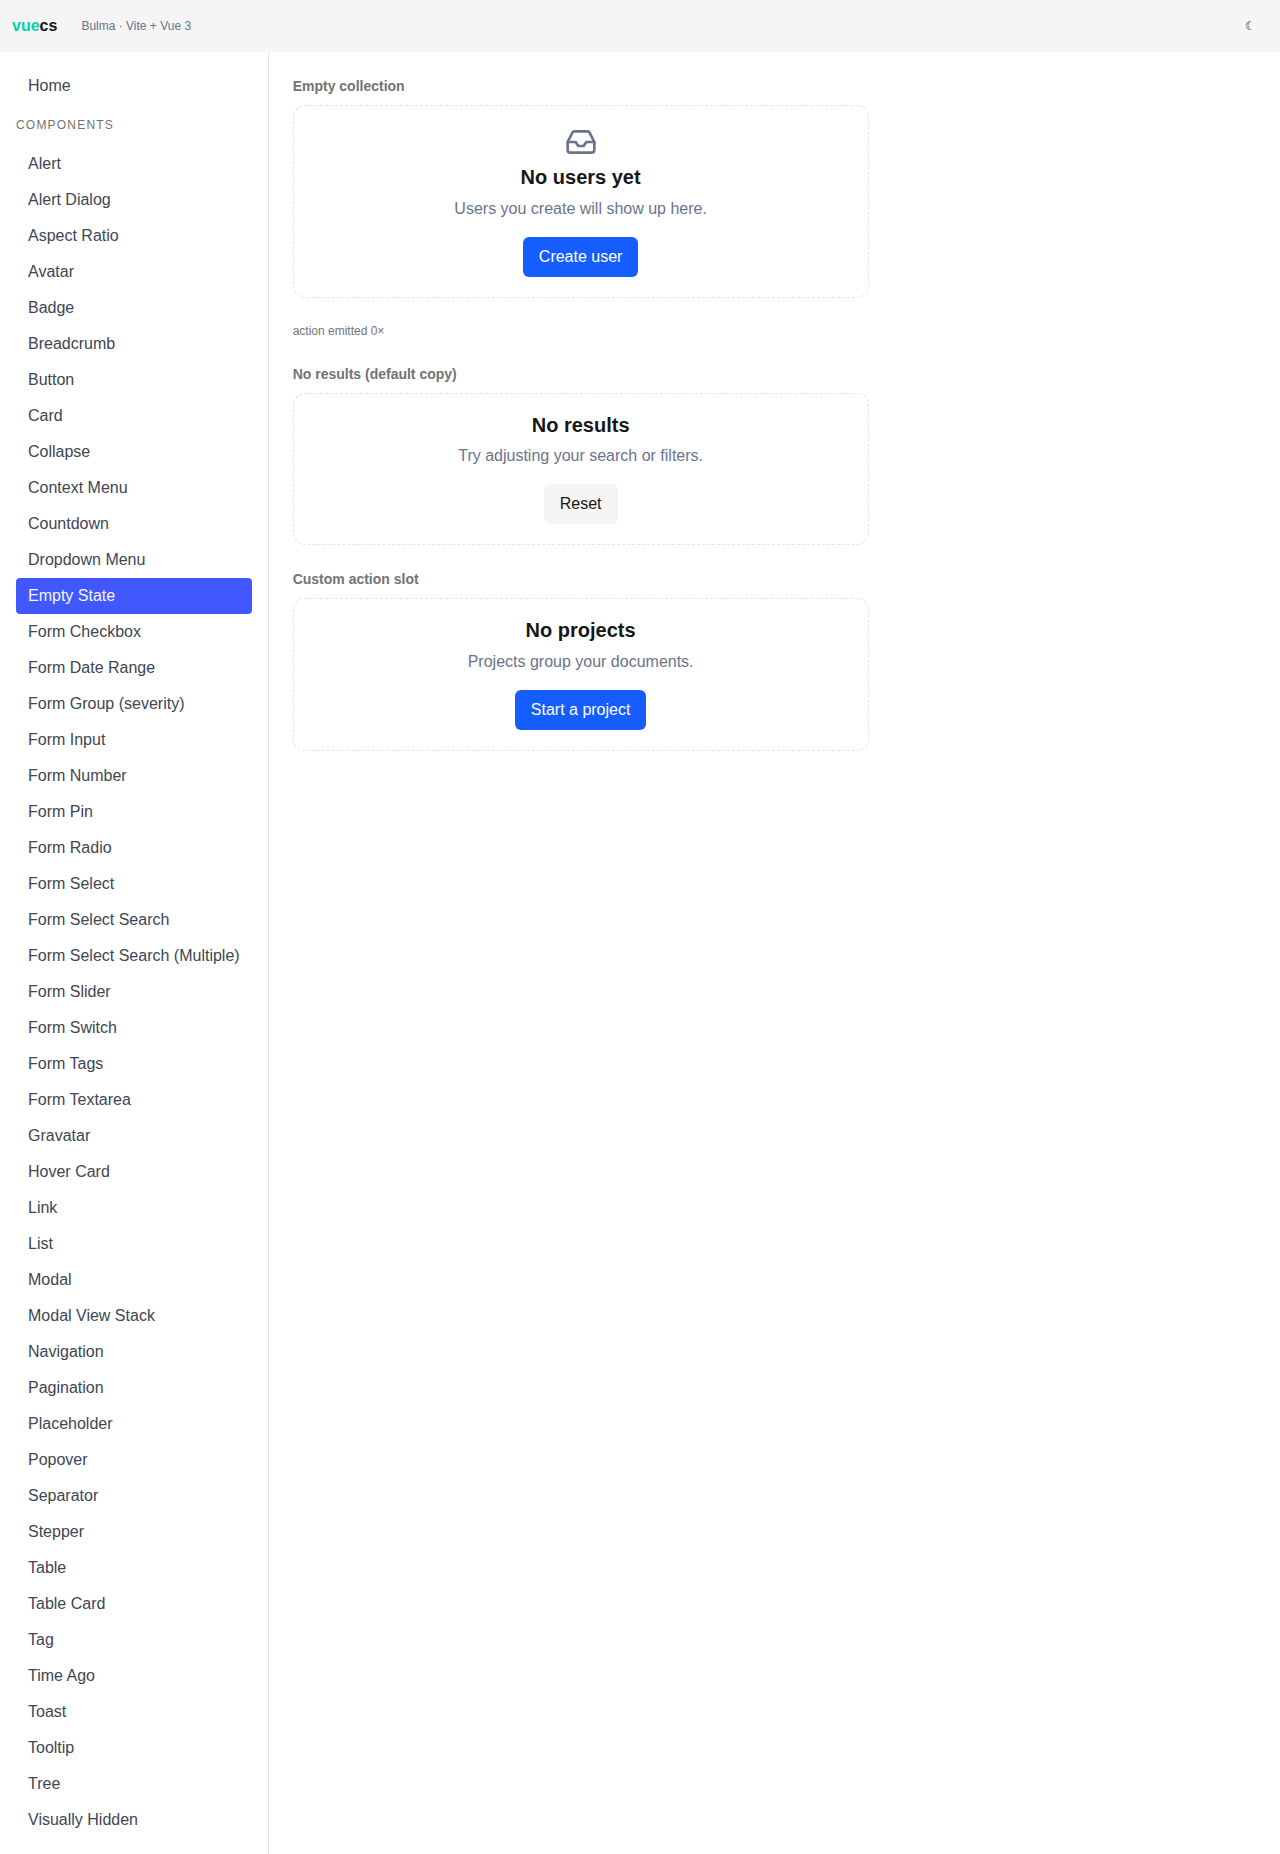 vuecs Bulma · Vite + Vue 3 ☾
Home
COMPONENTS
Alert
Alert Dialog
Aspect Ratio
Avatar
Badge
Breadcrumb
Button
Card
Collapse
Context Menu
Countdown
Dropdown Menu
Empty State
Form Checkbox
Form Date Range
Form Group (severity)
Form Input
Form Number
Form Pin
Form Radio
Form Select
Form Select Search
Form Select Search (Multiple)
Form Slider
Form Switch
Form Tags
Form Textarea
Gravatar
Hover Card
Link
List
Modal
Modal View Stack
Navigation
Pagination
Placeholder
Popover
Separator
Stepper
Table
Table Card
Tag
Time Ago
Toast
Tooltip
Tree
Visually Hidden
Empty collection
No users yet
Users you create will show up here.
Create user
action emitted 0×
No results (default copy)
No results
Try adjusting your search or filters.
Reset
Custom action slot
No projects
Projects group your documents.
Start a project